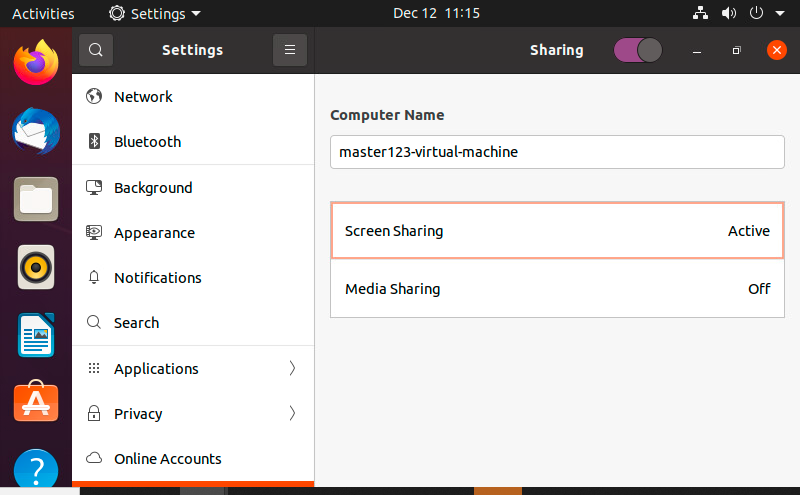 Activities Settings Dec 12 11:15
Settings Sharing
Network
Bluetooth
Background
Appearance
Notifications
Search
Applications
Privacy
Online Accounts
Computer Name
master123-virtual-machine
Screen Sharing Active
Media Sharing Off